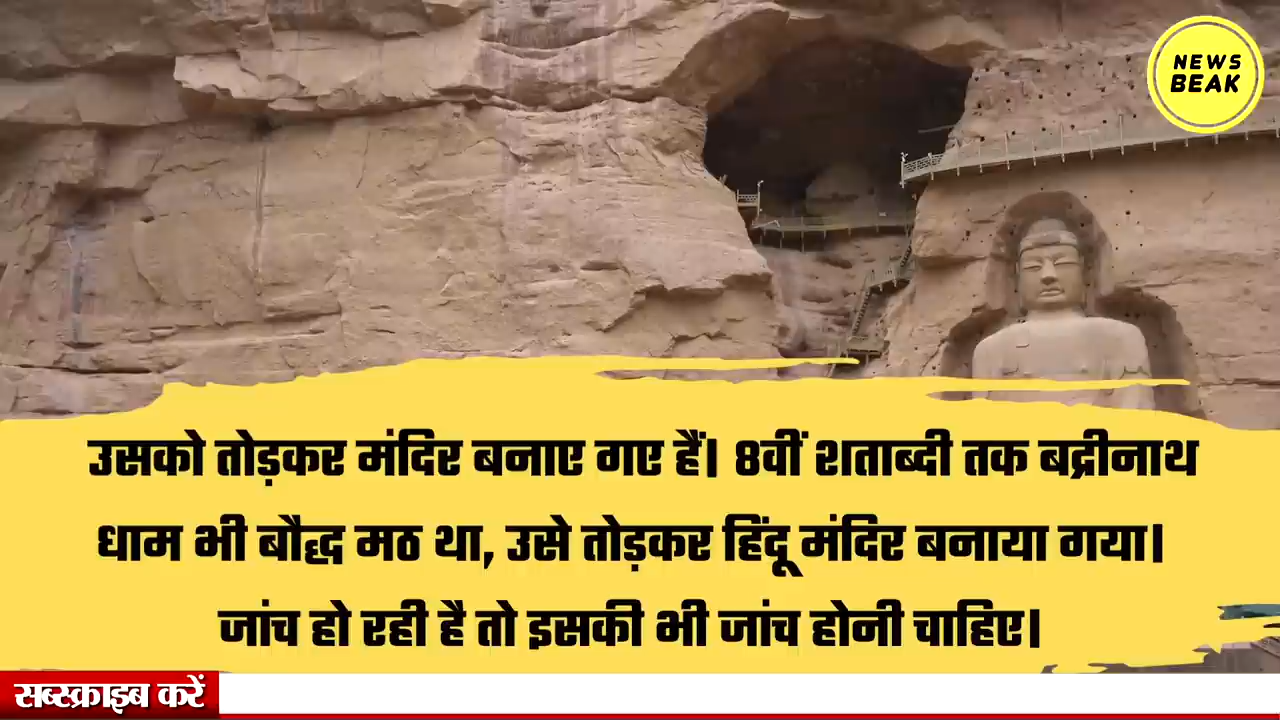 NEWS
BEAK
उसको तोड़कर मंदिर बनाए गए हैं। 8वीं शताब्दी तक बद्रीनाथ
धाम भी बौद्ध मठ था, उसे तोड़कर हिंदू मंदिर बनाया गया।
जांच हो रही है तो इसकी भी जांच होनी चाहिए।
सब्स्क्राइब करें